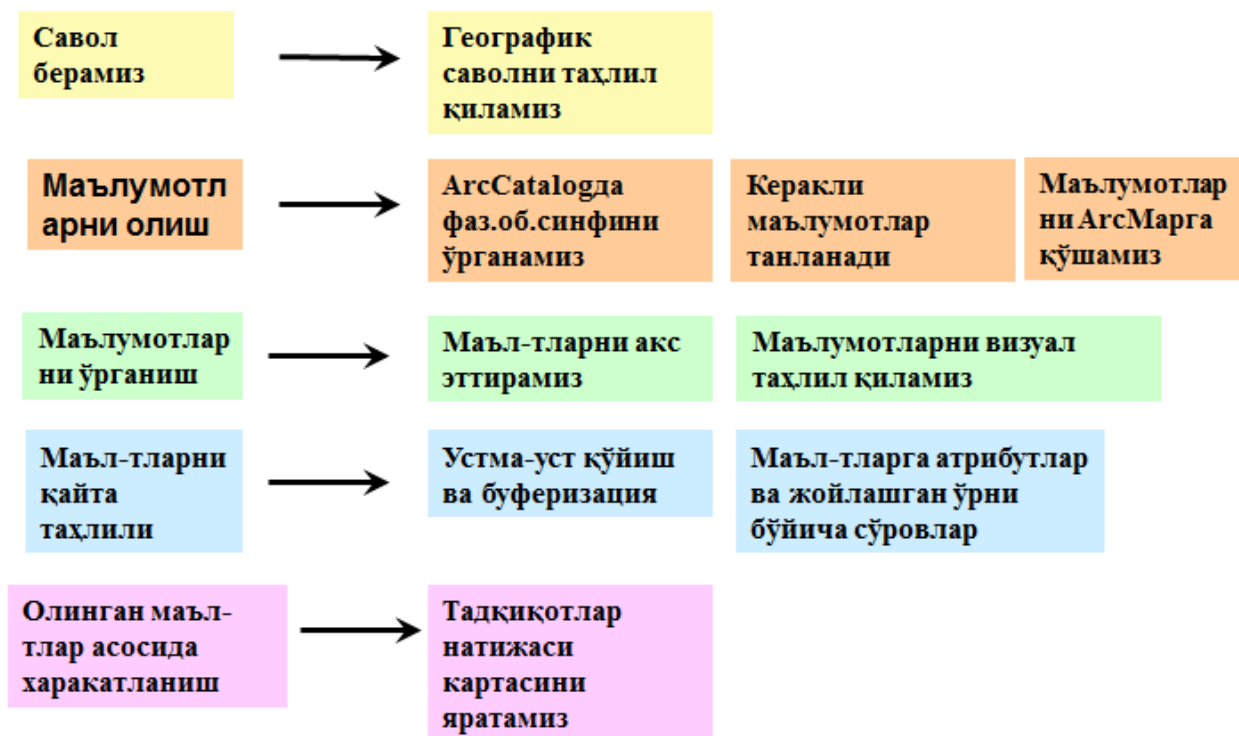 Савол
берамиз
Географик
саволни таҳлил
қиламиз
Маълумотл
арни олиш
ArcCatalogда
фаз.об.синфини
ўрганамиз
Керакли
маълумотлар
танланади
Маълумотлар
ни ArcMapга
қўшамиз
Маълумотлар
ни ўрганиш
Маъл-тларни акс
эттирамиз
Маълумотларни визуал
таҳлил қиламиз
Маъл-тларни
қайта
таҳлили
Устма-уст қўйиш
ва буферизация
Маъл-тларга атрибутлар
ва жойлашган ўрни
бўйича сўровлар
Олинган маъл-
тлар асосида
харакатланиш
Тадқиқотлар
натижаси
картасини
яратамиз